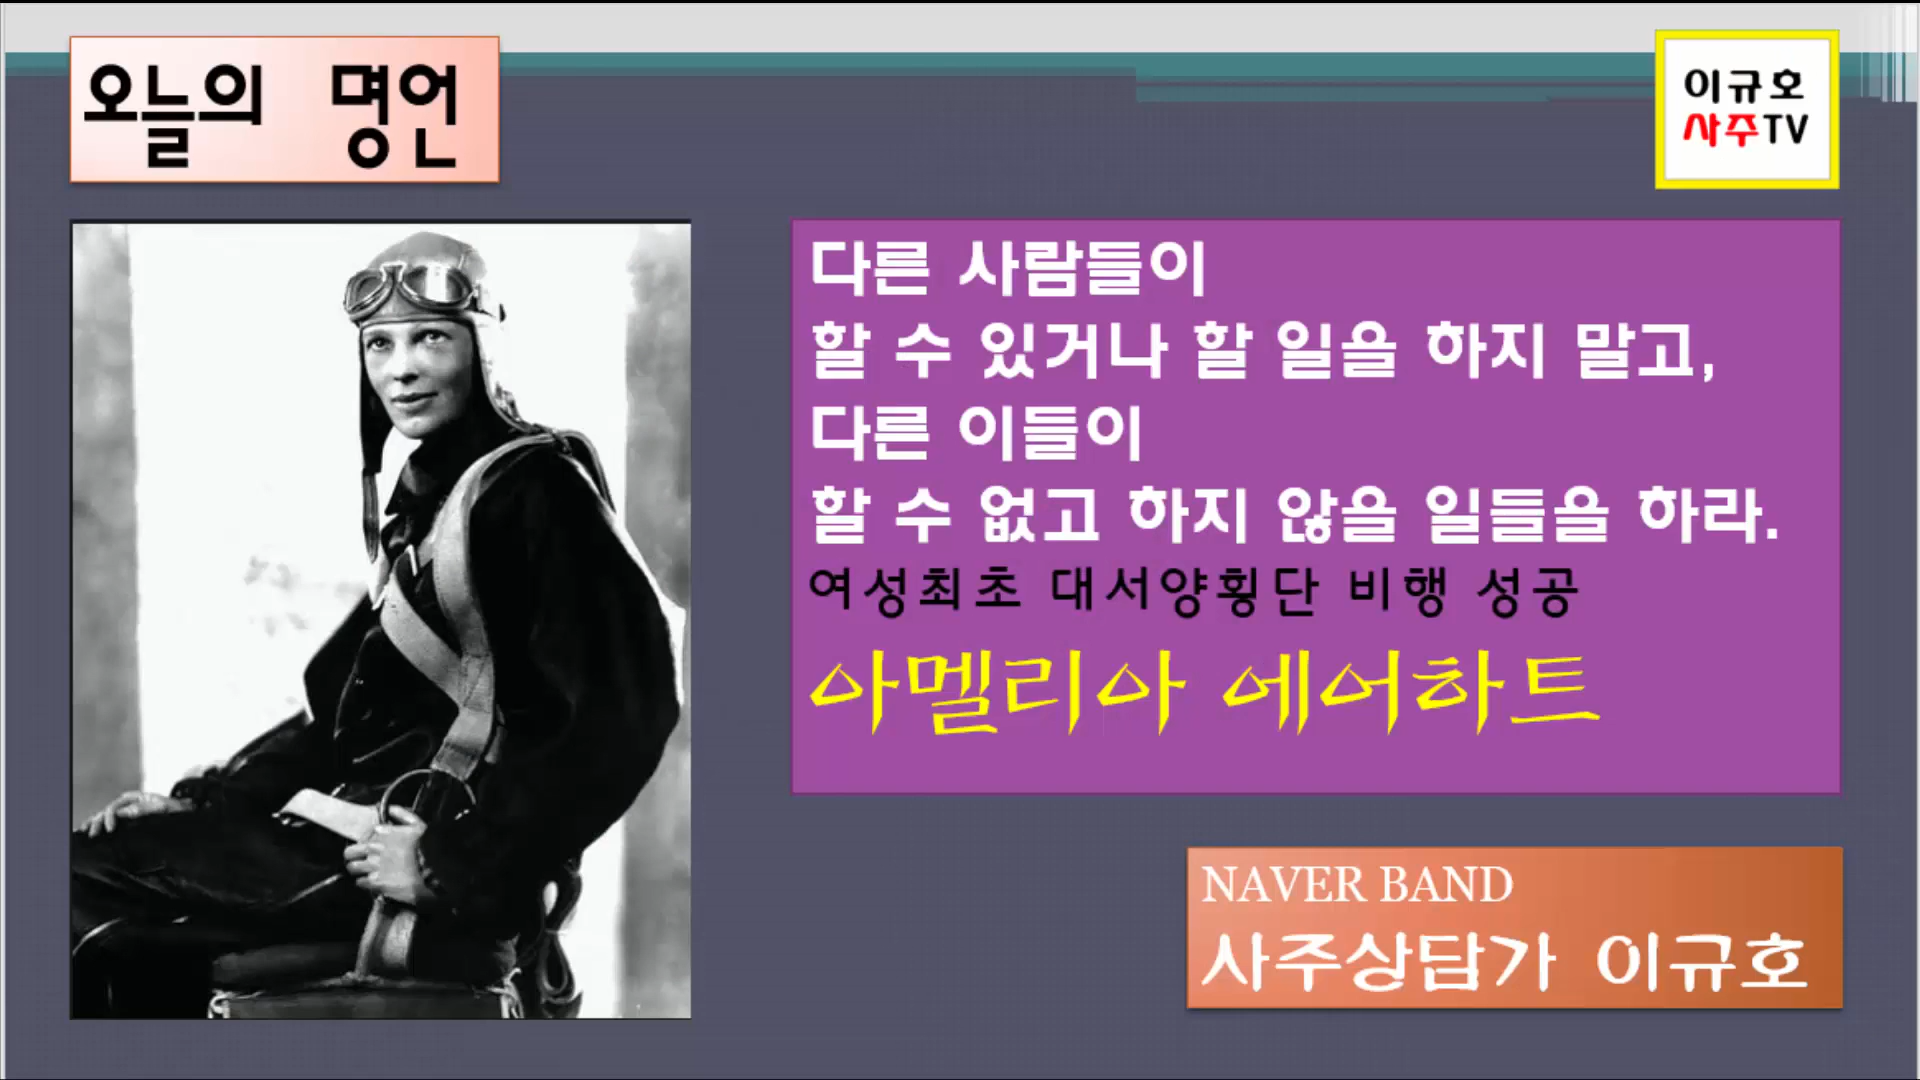 오늘의 명언
이규호
사주TV
다른 사람들이
할 수 있거나 할 일을 하지 말고,
다른 이들이
할 수 없고 하지 않을 일들을 하라.
여성최초 대서양횡단 비행 성공
아멜리아 에어하트
NAVER BAND
사주상담가 이규호